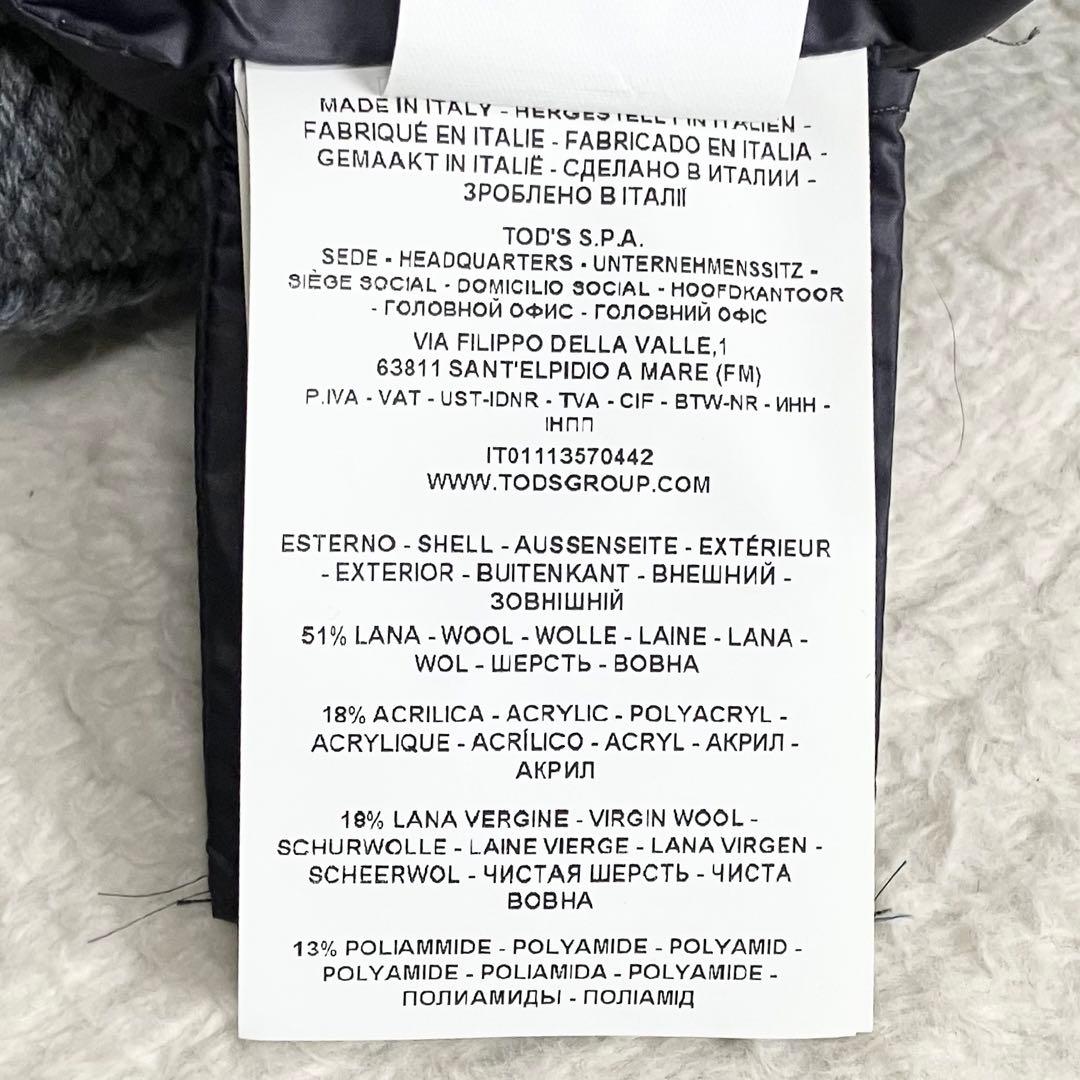 MADE IN ITALY - HERGESTELLT IN ITALIEN -
FABRIQUÉ EN ITALIE - FABRICADO EN ITALIA -
GEMAAKT IN ITALIË - СДЕЛАНО В ИТАЛИИ -
ЗРОБЛЕНО В ІТАЛІЇ
TOD'S S.P.A.
SEDE - HEADQUARTERS - UNTERNEHMENSSITZ -
SIÈGE SOCIAL - DOMICILIO SOCIAL - HOOFDKANTOOR
- ГОЛОВНОЙ ОФИС - ГОЛОВНИЙ ОФІС
VIA FILIPPO DELLA VALLE,1
63811 SANT'ELPIDIO A MARE (FM)
P.IVA - VAT - UST-IDNR - TVA - CIF - BTW-NR - ИНН -
ІНПП
IT01113570442
WWW.TODSGROUP.COM
ESTERNO - SHELL - AUSSENSEITE - EXTÉRIEUR
- EXTERIOR - BUITENKANT - ВНЕШНИЙ -
ЗОВНІШНІЙ
51% LANA - WOOL - WOLLE - LAINE - LANA -
WOL - ШЕРСТЬ - ВОВНА
18% ACRILICA - ACRYLIC - POLYACRYL -
ACRYLIQUE - ACRÍLICO - ACRYL - АКРИЛ -
АКРИЛ
18% LANA VERGINE - VIRGIN WOOL -
SCHURWOLLE - LAINE VIERGE - LANA VIRGEN -
SCHEERWOL - ЧИСТАЯ ШЕРСТЬ - ЧИСТА
ВОВНА
13% POLIAMMIDE - POLYAMIDE - POLYAMID -
POLYAMIDE - POLIAMIDA - POLYAMIDE -
ПОЛИАМИДЫ - ПОЛІАМІД